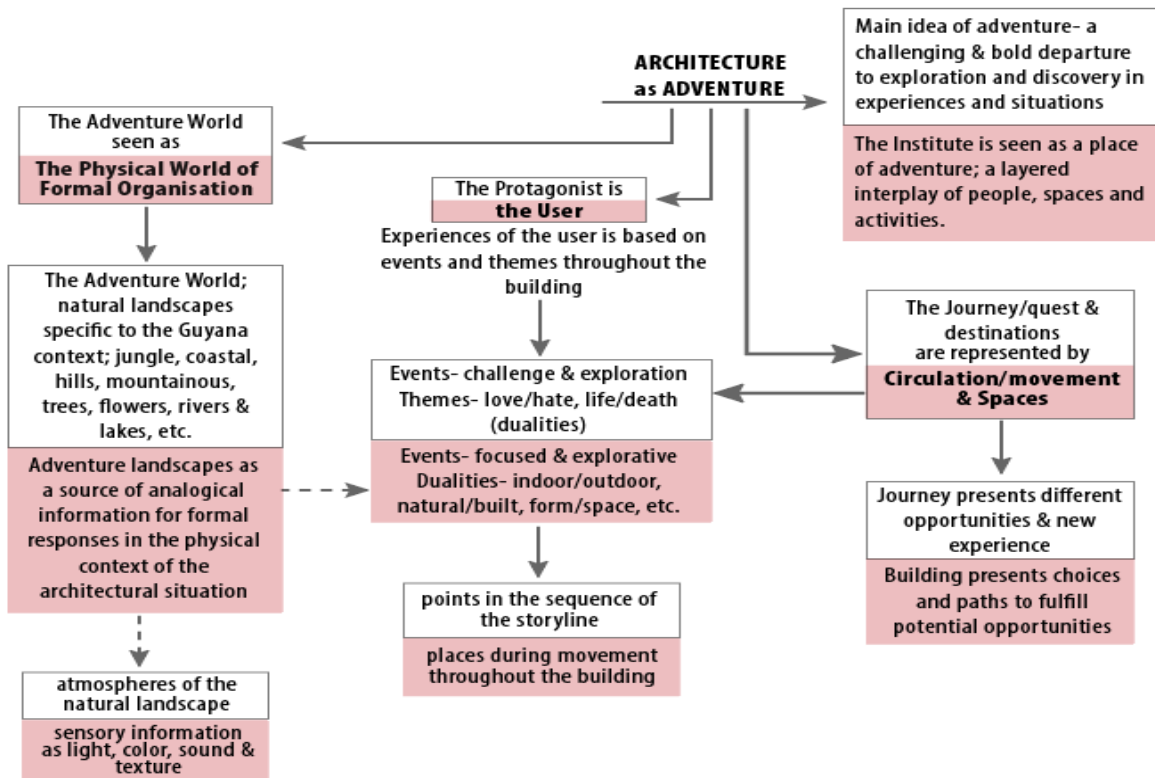 ARCHITECTURE
as ADVENTURE
Main idea of adventure- a
challenging & bold departure
to exploration and discovery in
experiences and situations
The Institute is seen as a place
of adventure; a layered
interplay of people, spaces and
activities.
The Adventure World
seen as
The Physical World of
Formal Organisation
The Adventure World;
natural landscapes
specific to the Guyana
context; jungle, coastal,
hills, mountainous,
trees, flowers, rivers &
lakes, etc.
Adventure landscapes as
a source of analogical
information for formal
responses in the physical
context of the
architectural situation
atmospheres of the
natural landscape
sensory information
as light, color, sound &
texture
The Protagonist is
the User
Experiences of the user is based on
events and themes throughout the
building
Events- challenge & exploration
Themes- love/hate, life/death
(dualities)
Events- focused & explorative
Dualities- indoor/outdoor,
natural/built, form/space, etc.
points in the sequence of
the storyline
places during movement
throughout the building
The Journey/quest &
destinations
are represented by
Circulation/movement
& Spaces
Journey presents different
opportunities & new
experience
Building presents choices
and paths to fulfill
potential opportunities